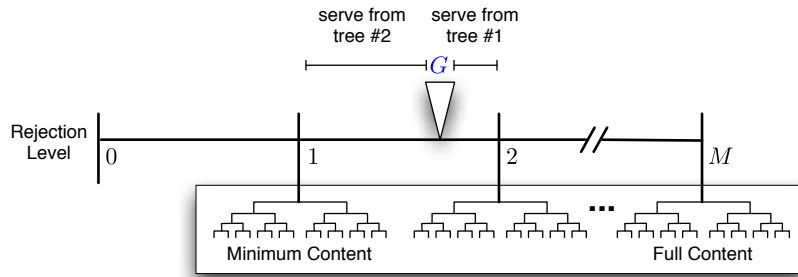 serve from
tree #2
serve from
tree #1
G
Rejection
Level
0
1
2
M
...
Minimum Content
Full Content